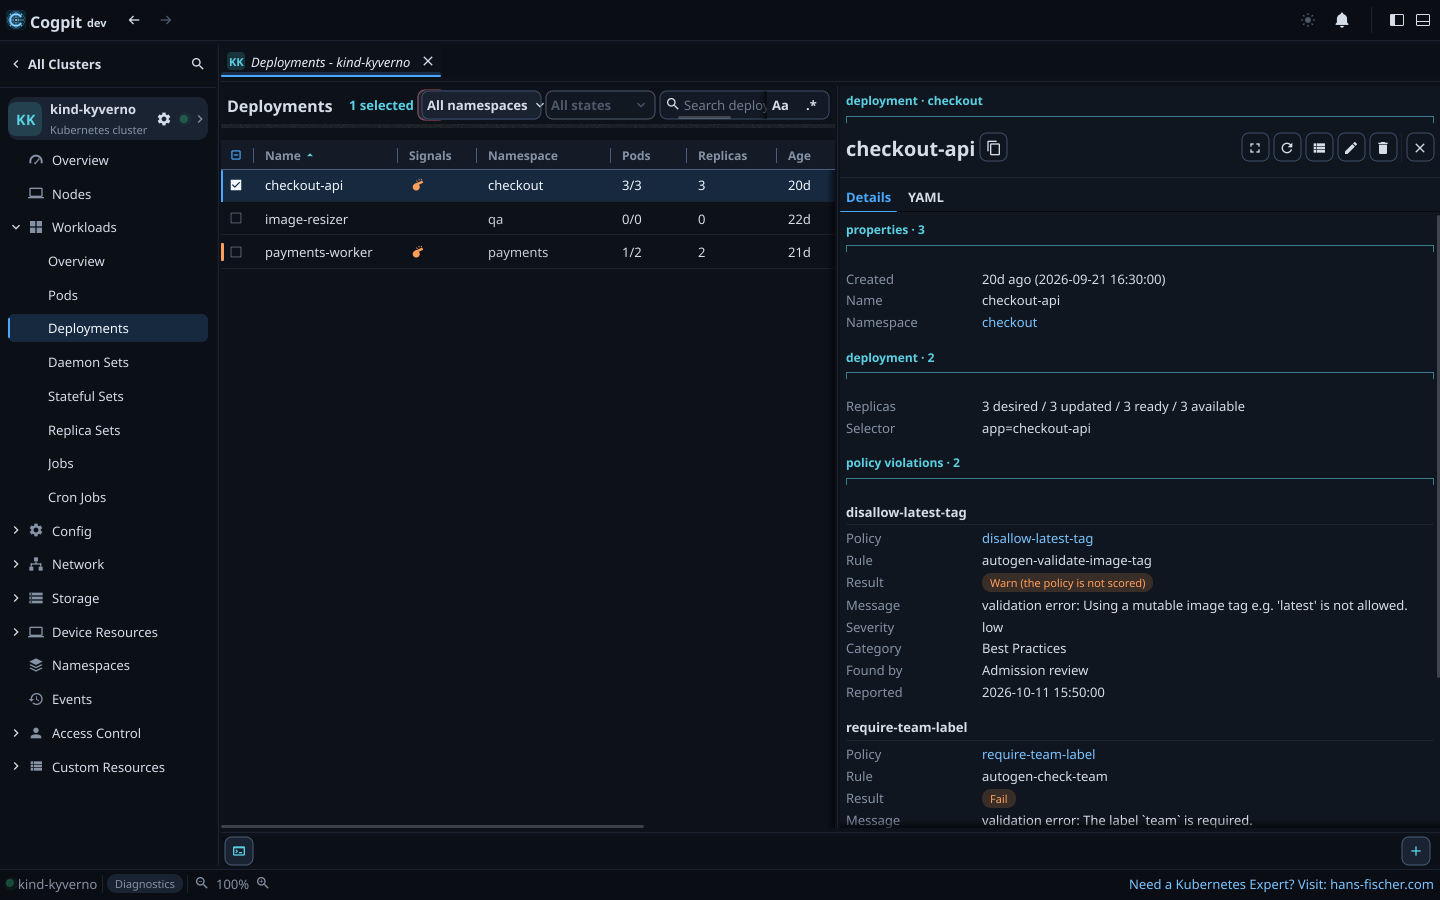 Cogpit dev
All Clusters
KK
kind-kyverno
Kubernetes cluster
Overview
Nodes
Workloads
Overview
Pods
Deployments
Daemon Sets
Stateful Sets
Replica Sets
Jobs
Cron Jobs
Config
Network
Storage
Device Resources
Namespaces
Events
Access Control
Custom Resources
KK Deployments - kind-kyverno
Deployments 1 selected All namespaces All states Search deploy Aa .*
Name Signals Namespace Pods Replicas Age
checkout-api checkout 3/3 3 20d
image-resizer qa 0/0 0 22d
payments-worker payments 1/2 2 21d
deployment · checkout
checkout-api
Details YAML
properties · 3
Created 20d ago (2026-09-21 16:30:00)
Name checkout-api
Namespace checkout
deployment · 2
Replicas 3 desired / 3 updated / 3 ready / 3 available
Selector app=checkout-api
policy violations · 2
disallow-latest-tag
Policy disallow-latest-tag
Rule autogen-validate-image-tag
Result Warn (the policy is not scored)
Message validation error: Using a mutable image tag e.g. 'latest' is not allowed.
Severity low
Category Best Practices
Found by Admission review
Reported 2026-10-11 15:50:00
require-team-label
Policy require-team-label
Rule autogen-check-team
Result Fail
Message validation error: The label `team` is required.
kind-kyverno Diagnostics 100% Need a Kubernetes Expert? Visit: hans-fischer.com